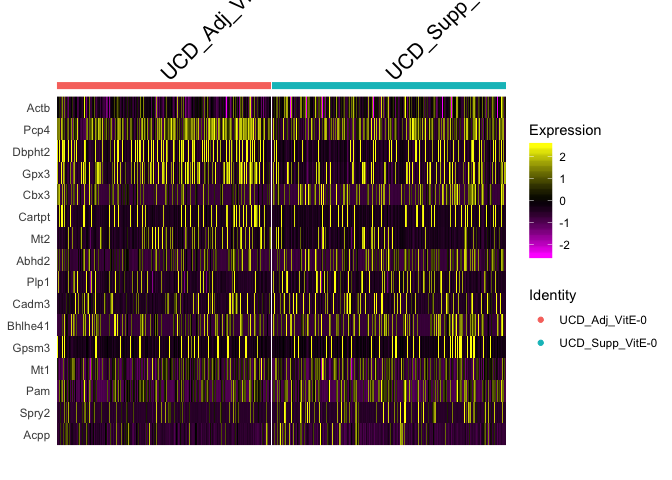 UCD_Adj_Vi
UCD_Supp_V
Actb
Pcp4
Dbpht2
Gpx3
Cbx3
Cartpt
Mt2
Abhd2
Plp1
Cadm3
Bhlhe41
Gpsm3
Mt1
Pam
Spry2
Acpp
Expression
2
1
0
-1
-2
Identity
UCD_Adj_VitE-0
UCD_Supp_VitE-0